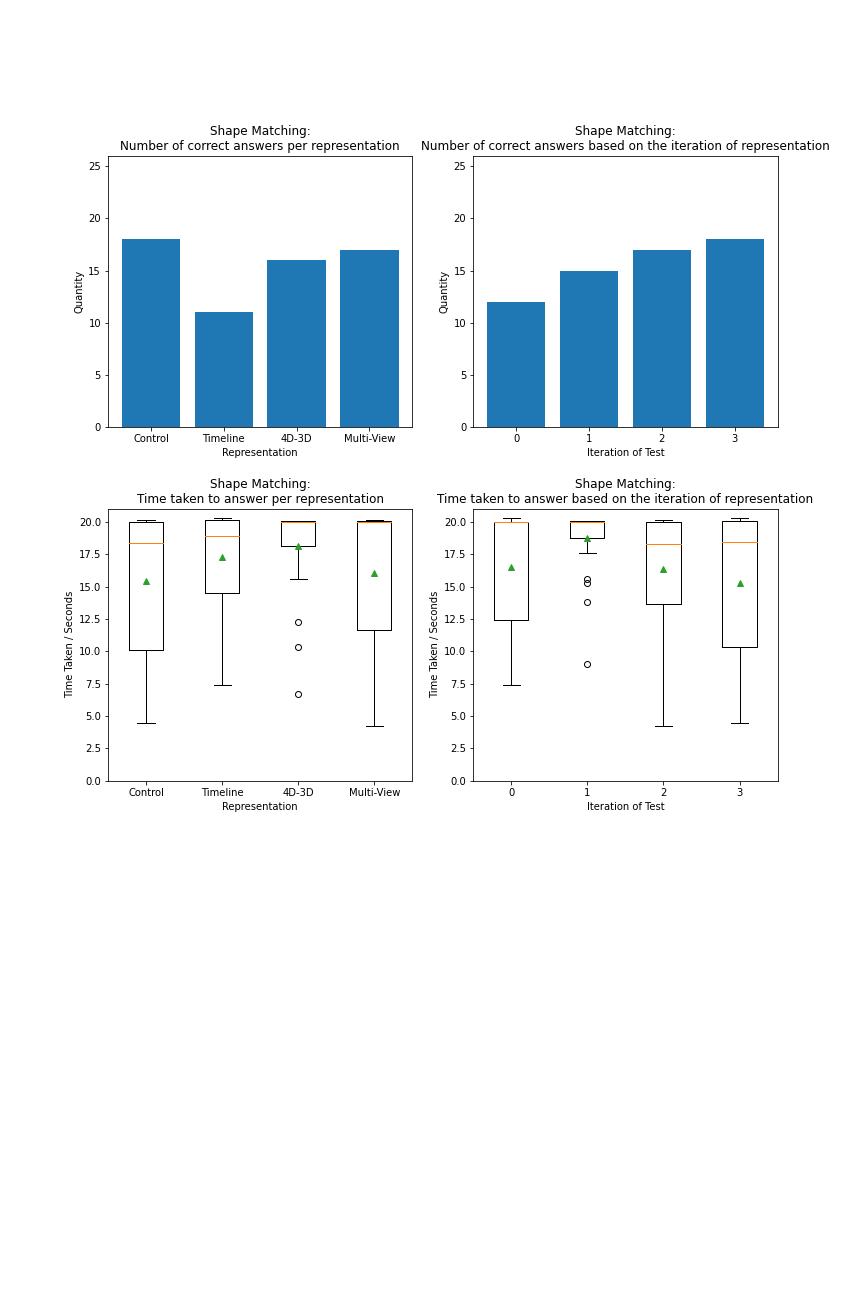 Shape Matching:
Number of correct answers per representation
25
20
15
10
5
0
Quantity
Control Timeline 4D-3D Multi-View
Representation
Shape Matching:
Number of correct answers based on the iteration of representation
25
20
15
10
5
0
Quantity
0 1 2 3
Iteration of Test
Shape Matching:
Time taken to answer per representation
20.0
17.5
15.0
12.5
10.0
7.5
5.0
2.5
0.0
Time Taken / Seconds
Control Timeline 4D-3D Multi-View
Representation
Shape Matching:
Time taken to answer based on the iteration of representation
20.0
17.5
15.0
12.5
10.0
7.5
5.0
2.5
0.0
Time Taken / Seconds
0 1 2 3
Iteration of Test